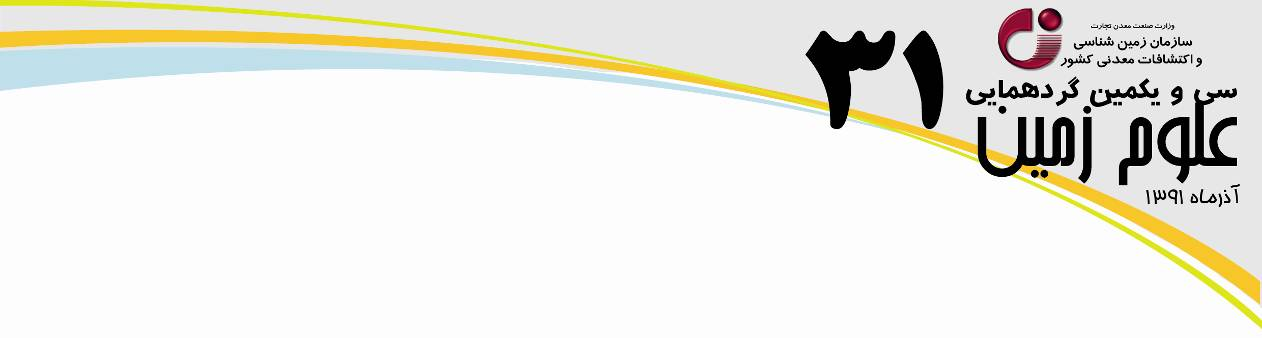 وزارت صنعت معدن تجارت
سازمان زمین شناسی
و اکتشافات معدنی کشور
۳۱
سی و یکمین گردهمایی
علوم زمین
آذرماه ۱۳۹۱